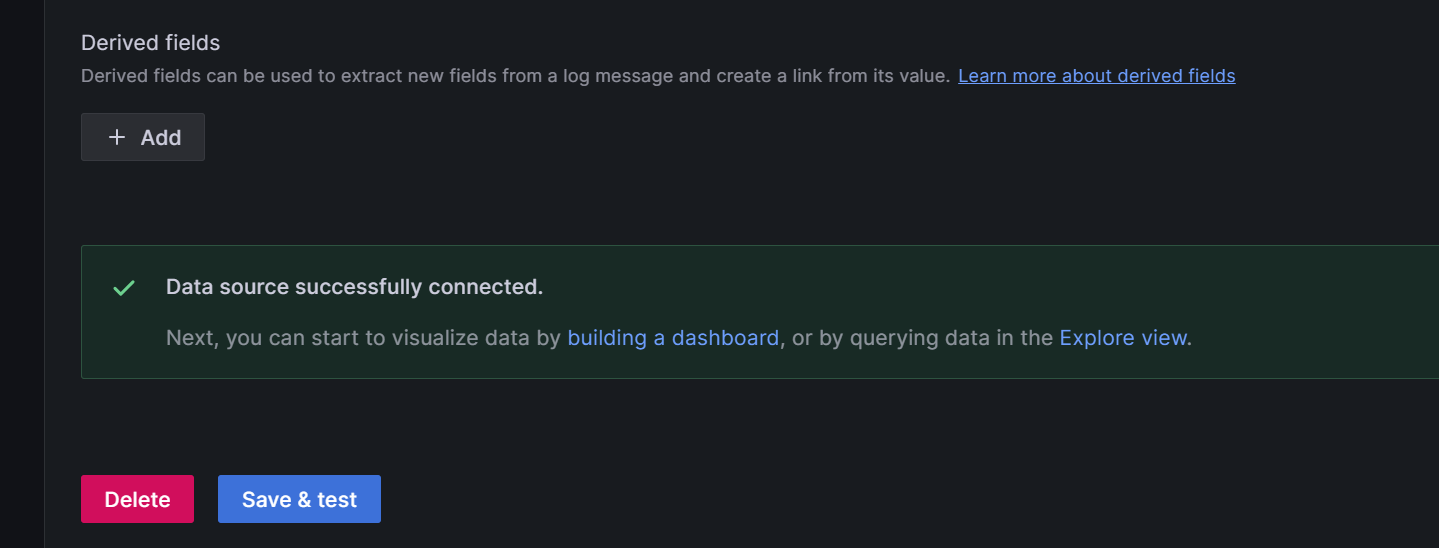 Derived fields
Derived fields can be used to extract new fields from a log message and create a link from its value. Learn more about derived fields
+ Add
Data source successfully connected.
Next, you can start to visualize data by building a dashboard, or by querying data in the Explore view.
Delete Save & test